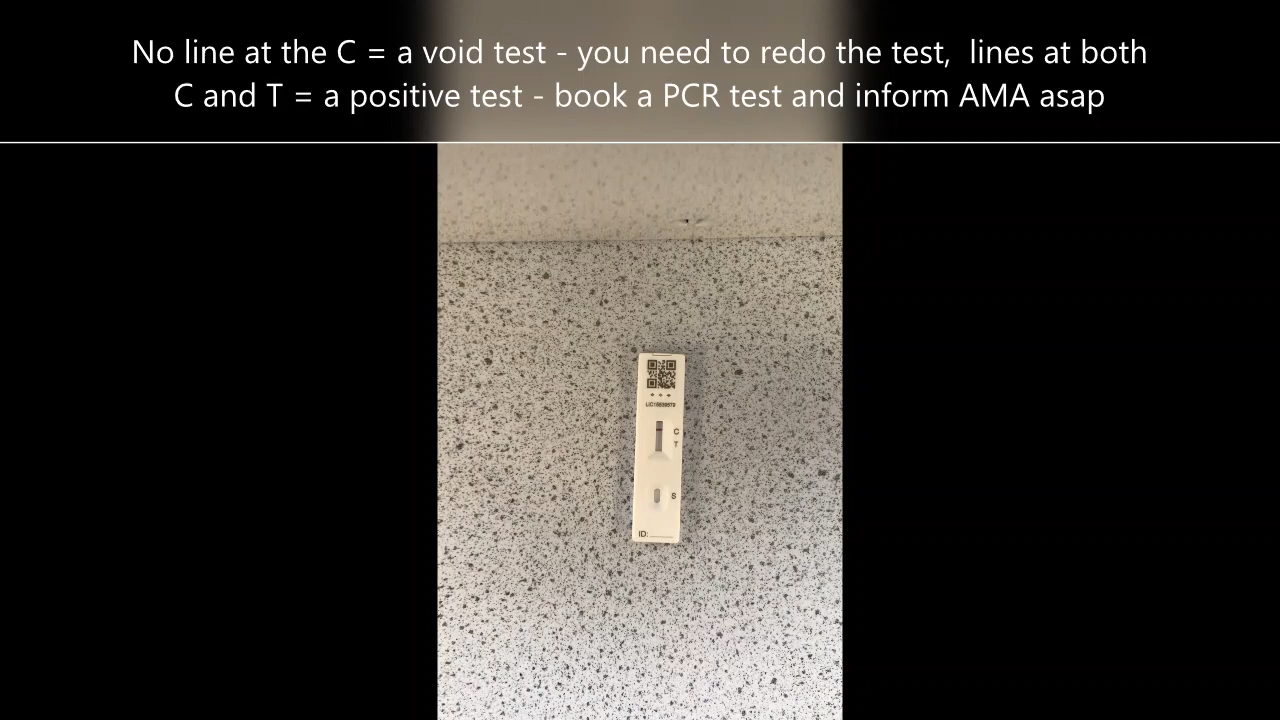 No line at the C = a void test - you need to redo the test,  lines at both
C and T = a positive test - book a PCR test and inform AMA asap
C
T
S
ID: